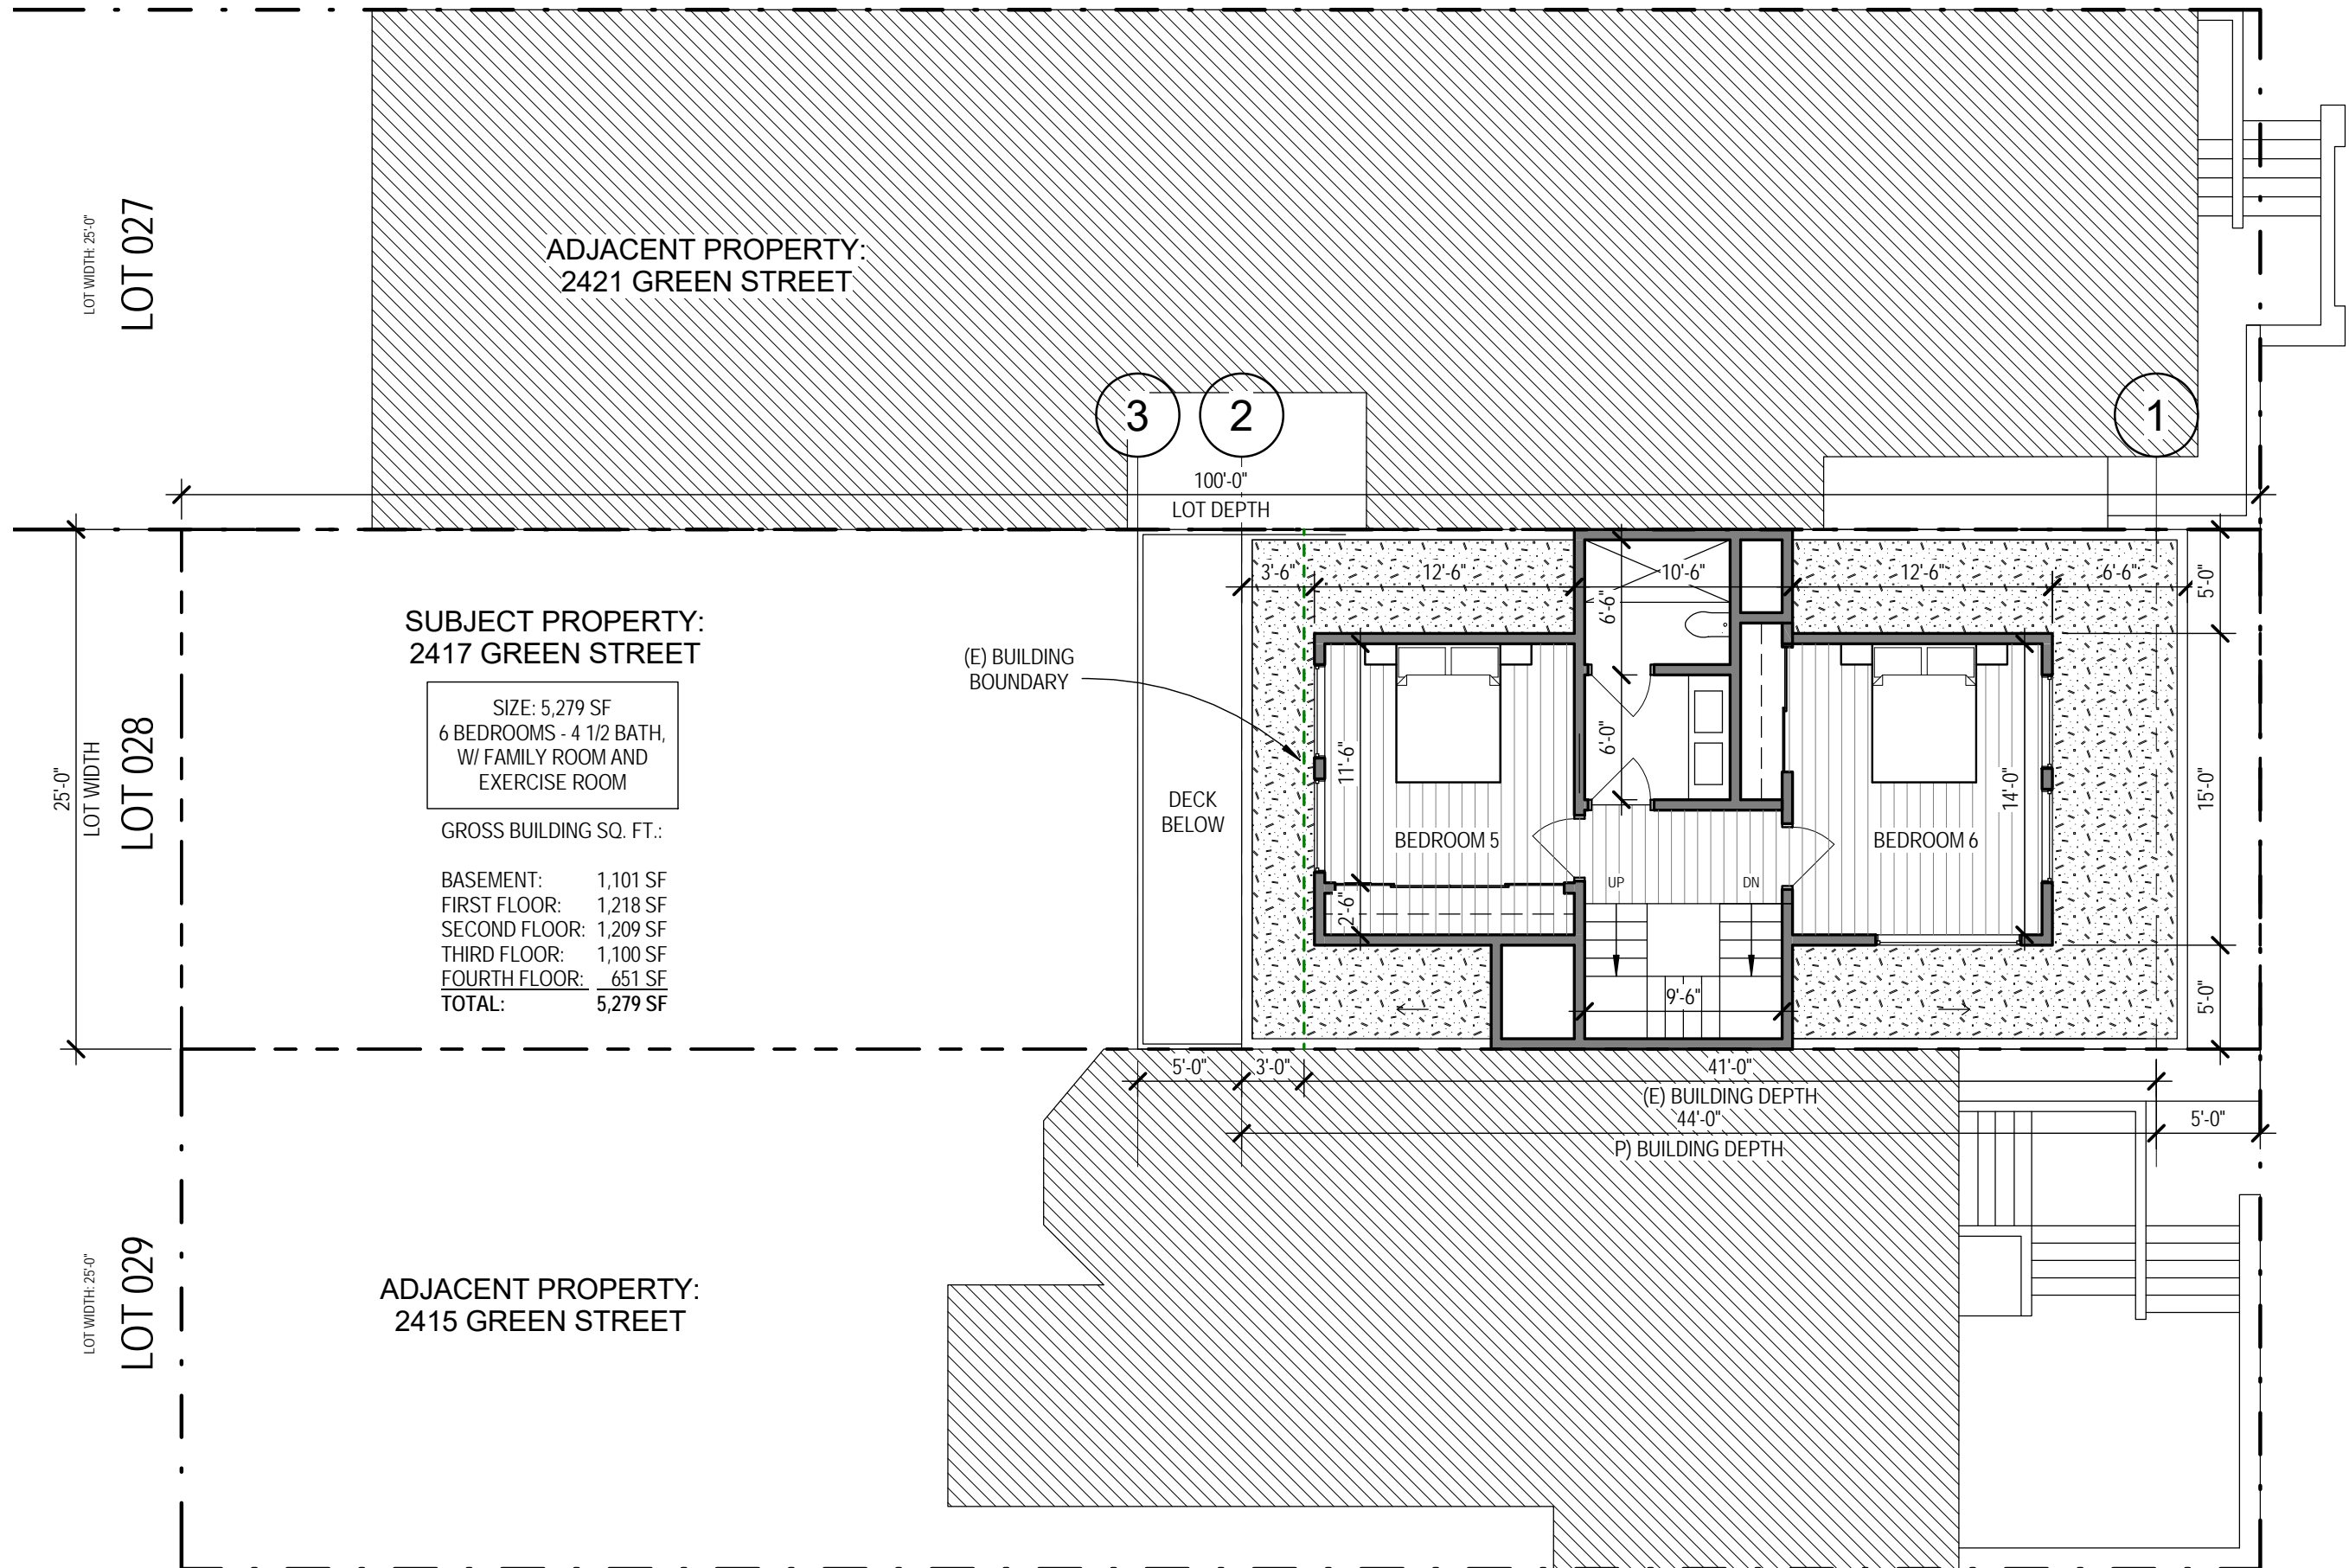 LOT WIDTH: 25'-0"
LOT 027
ADJACENT PROPERTY:
2421 GREEN STREET
3
2
1
100'-0"
LOT DEPTH
25'-0"
LOT WIDTH
LOT 028
SUBJECT PROPERTY:
2417 GREEN STREET
SIZE: 5,279 SF
6 BEDROOMS - 4 1/2 BATH,
W/ FAMILY ROOM AND
EXERCISE ROOM
GROSS BUILDING SQ. FT.:
BASEMENT: 1,101 SF
FIRST FLOOR: 1,218 SF
SECOND FLOOR: 1,209 SF
THIRD FLOOR: 1,100 SF
FOURTH FLOOR: 651 SF
TOTAL: 5,279 SF
(E) BUILDING
BOUNDARY
DECK
BELOW
3'-6"
12'-6"
10'-6"
12'-6"
6'-6"
5'-0"
6'-6"
6'-0"
11'-6"
14'-0"
15'-0"
BEDROOM 5
BEDROOM 6
UP
DN
2'-6"
9'-6"
5'-0"
5'-0"
3'-0"
41'-0"
(E) BUILDING DEPTH
44'-0"
P) BUILDING DEPTH
5'-0"
LOT WIDTH: 25'-0"
LOT 029
ADJACENT PROPERTY:
2415 GREEN STREET